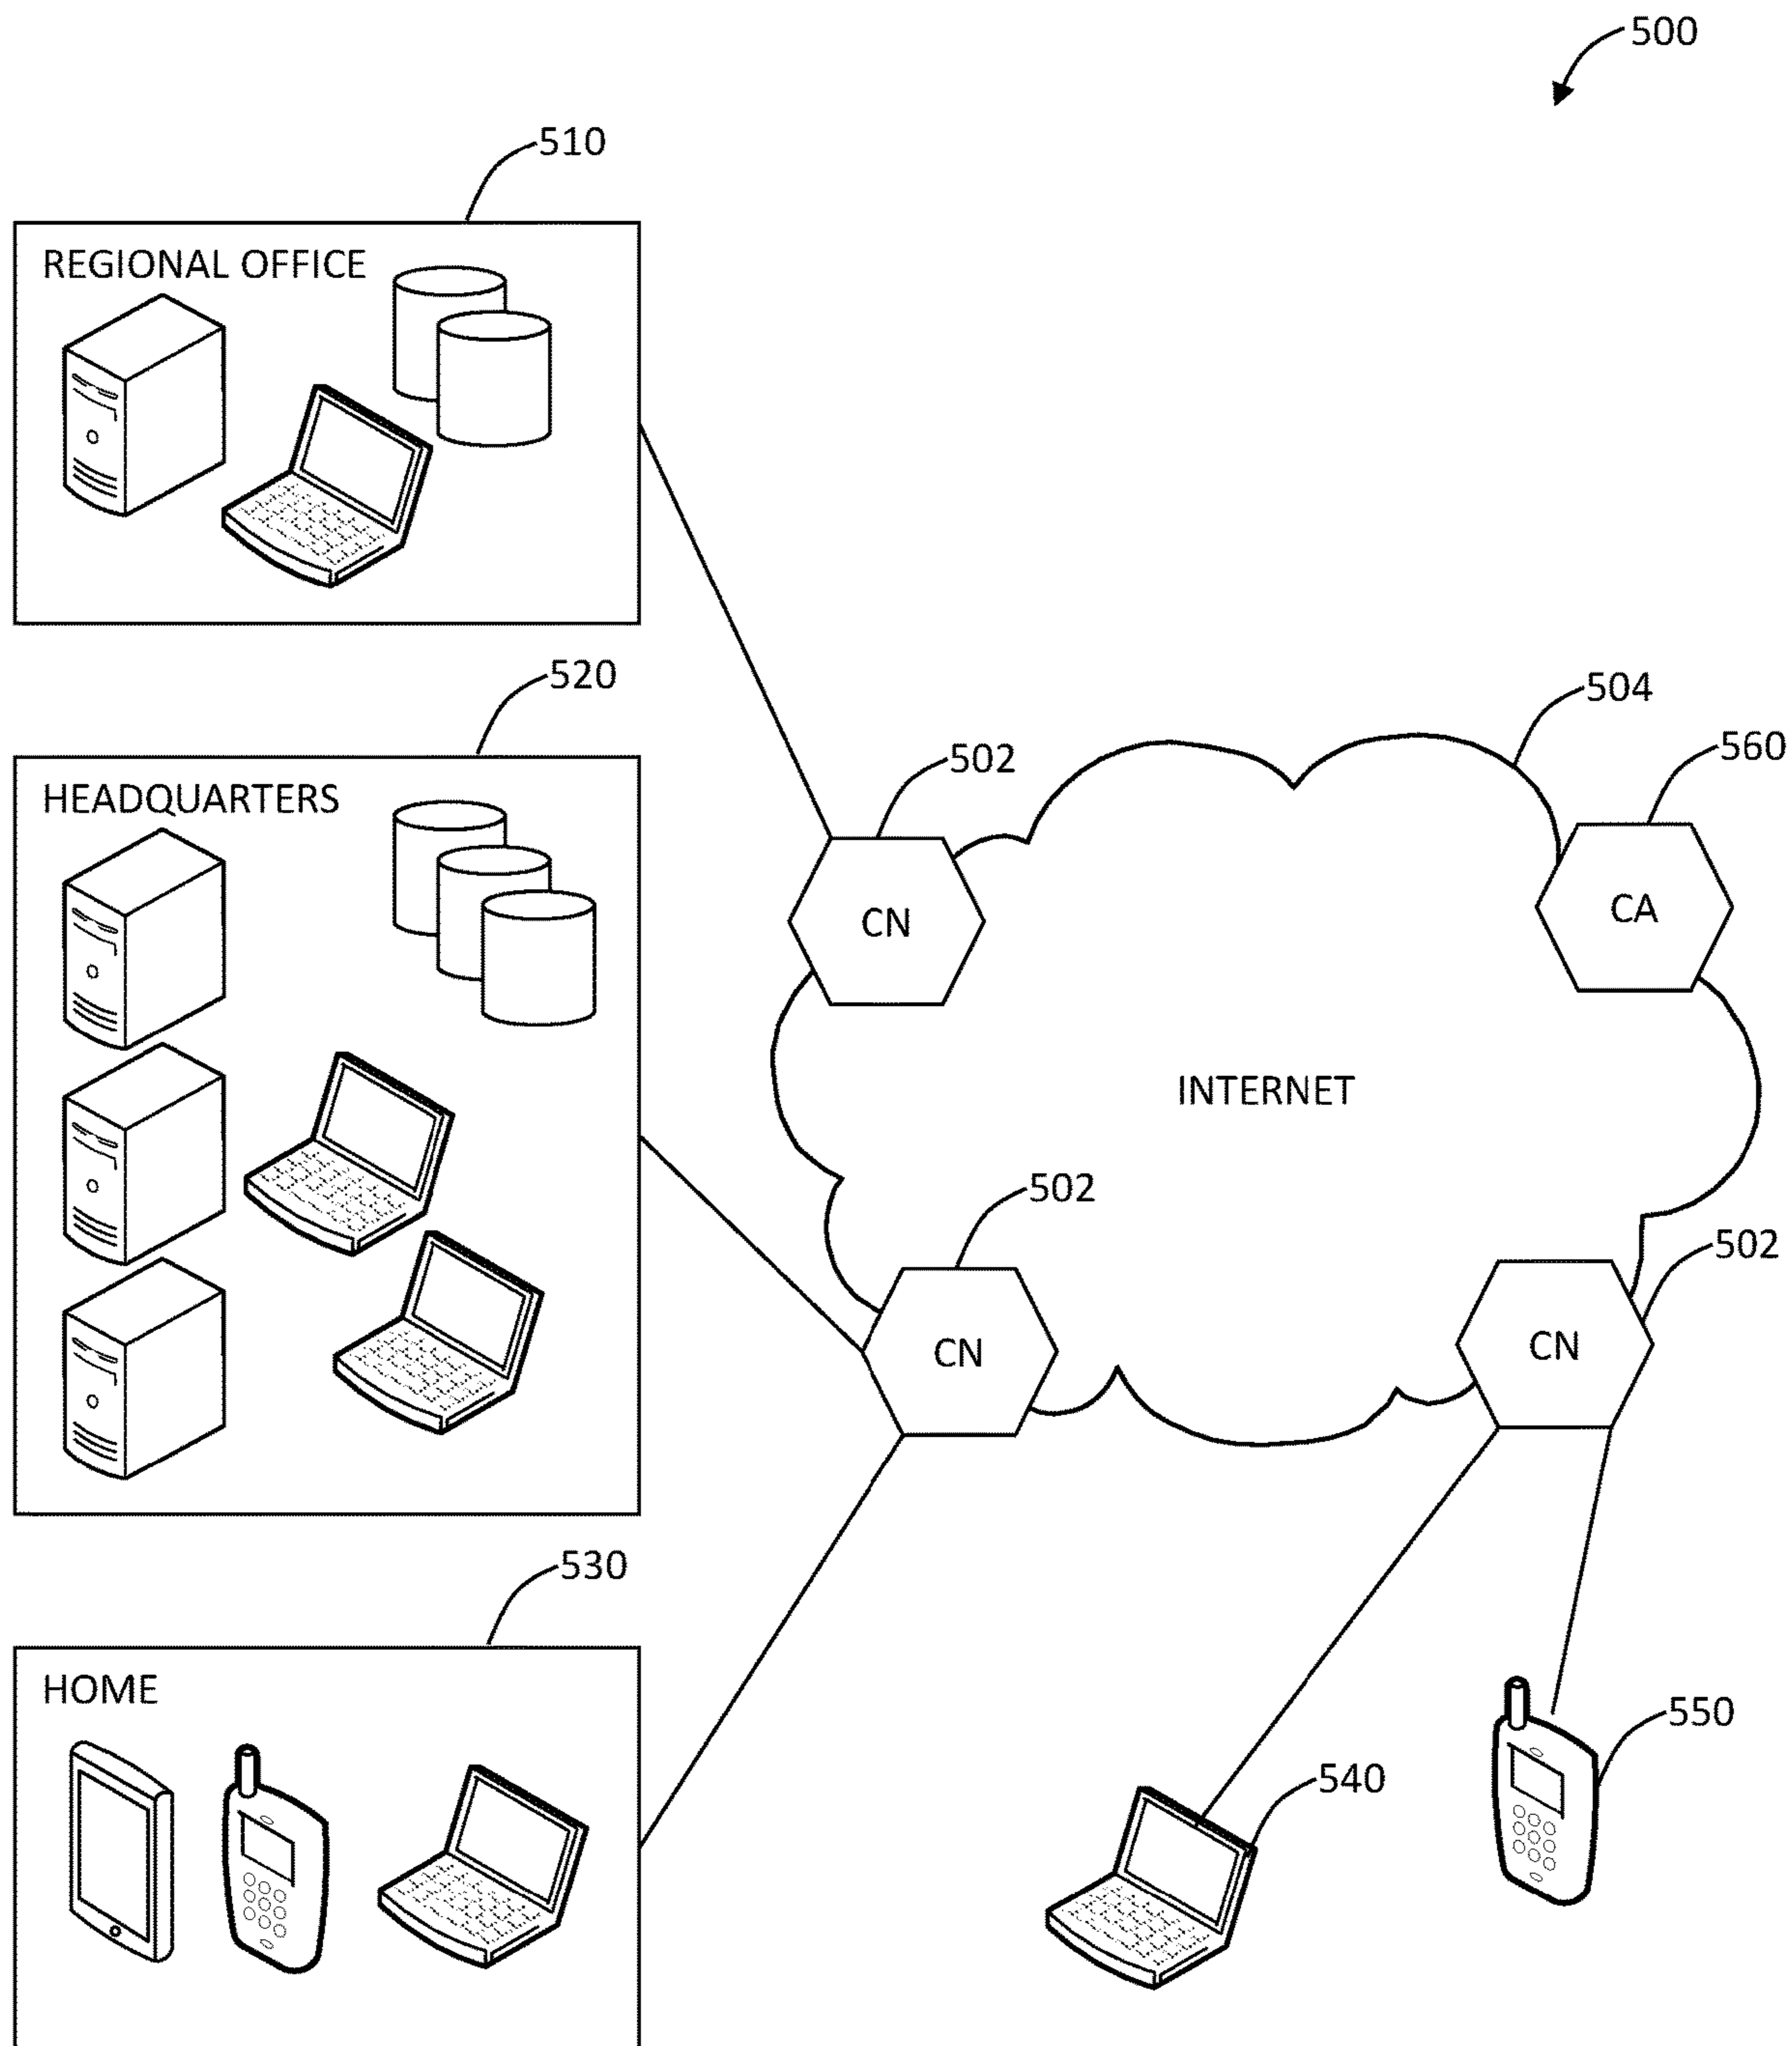 500
510
REGIONAL OFFICE
520
504
560
502
HEADQUARTERS
CN
CA
INTERNET
502
502
CN
CN
530
HOME
550
540